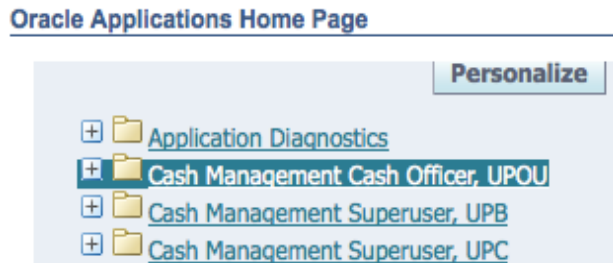 Oracle Applications Home Page
Personalize
Application Diagnostics
Cash Management Cash Officer, UPOU
Cash Management Superuser, UPB
Cash Management Superuser, UPC